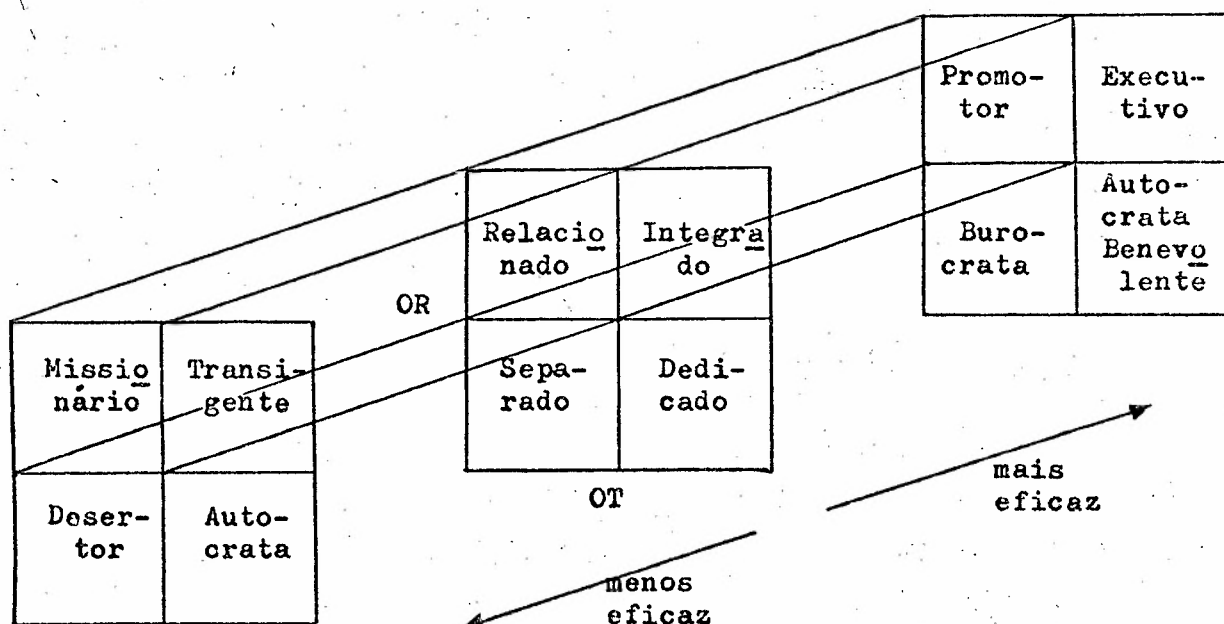 Promo-
tor
Execu-
tivo
Buro-
crata
Auto-
crata
Benevo
lente
Relacio
nado
Integra
do
OR
Sepa-
rado
Dedi-
cado
OT
Missio
nário
Transi-
gente
Deser-
tor
Auto-
crata
mais
eficaz
menos
eficaz